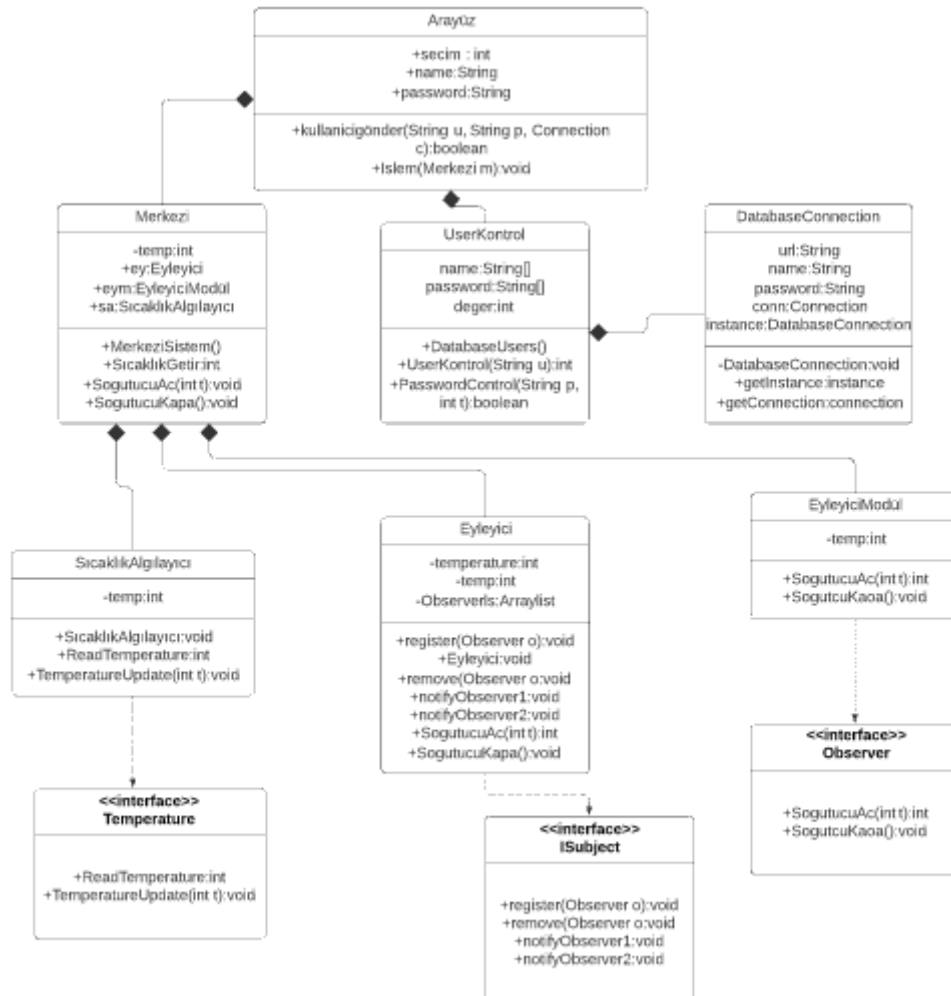 Arayüz
+secim : int
+name:String
+password:String
+kullanicigönder(String u, String p, Connection
c):boolean
+Islem(Merkezi m):void
Merkezi
-temp:int
+ey:Eyleyici
+eym:EyleyiciModül
+sa:SıcaklıkAlgılayıcı
+MerkeziSistem()
+SıcaklıkGetir:int
+SogutucuAc(int t):void
+SogutucuKapa():void
UserKontrol
name:String[]
password:String[]
deger:int
+DatabaseUsers()
+UserKontrol(String u):int
+PasswordControl(String p,
int t):boolean
DatabaseConnection
url:String
name:String
password:String
conn:Connection
instance:DatabaseConnection
-DatabaseConnection:void
+getInstance:instance
+getConnection:connection
SıcaklıkAlgılayıcı
-temp:int
+SıcaklıkAlgılayıcı:void
+ReadTemperature:int
+TemperatureUpdate(int t):void
Eyleyici
-temperature:int
-temp:int
-Observerls:Arraylist
+register(Observer o):void
+Eyleyici:void
+remove(Observer o:void
+notifyObserver1:void
+notifyObserver2:void
+SogutucuAc(int t):int
+SogutucuKapa():void
EyleyiciModül
-temp:int
+SogutucuAc(int t):int
+SogutcuKaoa():void
<<interface>>
Temperature
+ReadTemperature:int
+TemperatureUpdate(int t):void
<<interface>>
ISubject
+register(Observer o):void
+remove(Observer o:void
+notifyObserver1:void
+notifyObserver2:void
<<interface>>
Observer
+SogutucuAc(int t):int
+SogutcuKaoa():void